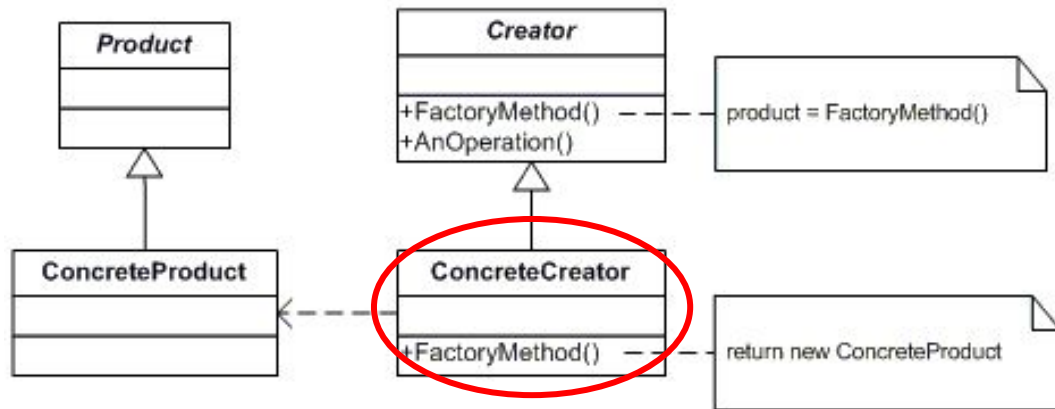 Product
Creator
+FactoryMethod()
+AnOperation()
product = FactoryMethod()
ConcreteProduct
ConcreteCreator
+FactoryMethod()
return new ConcreteProduct